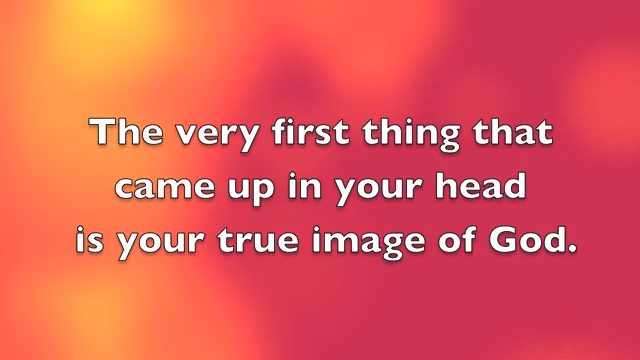 The very first thing that
came up in your head
is your true image of God.